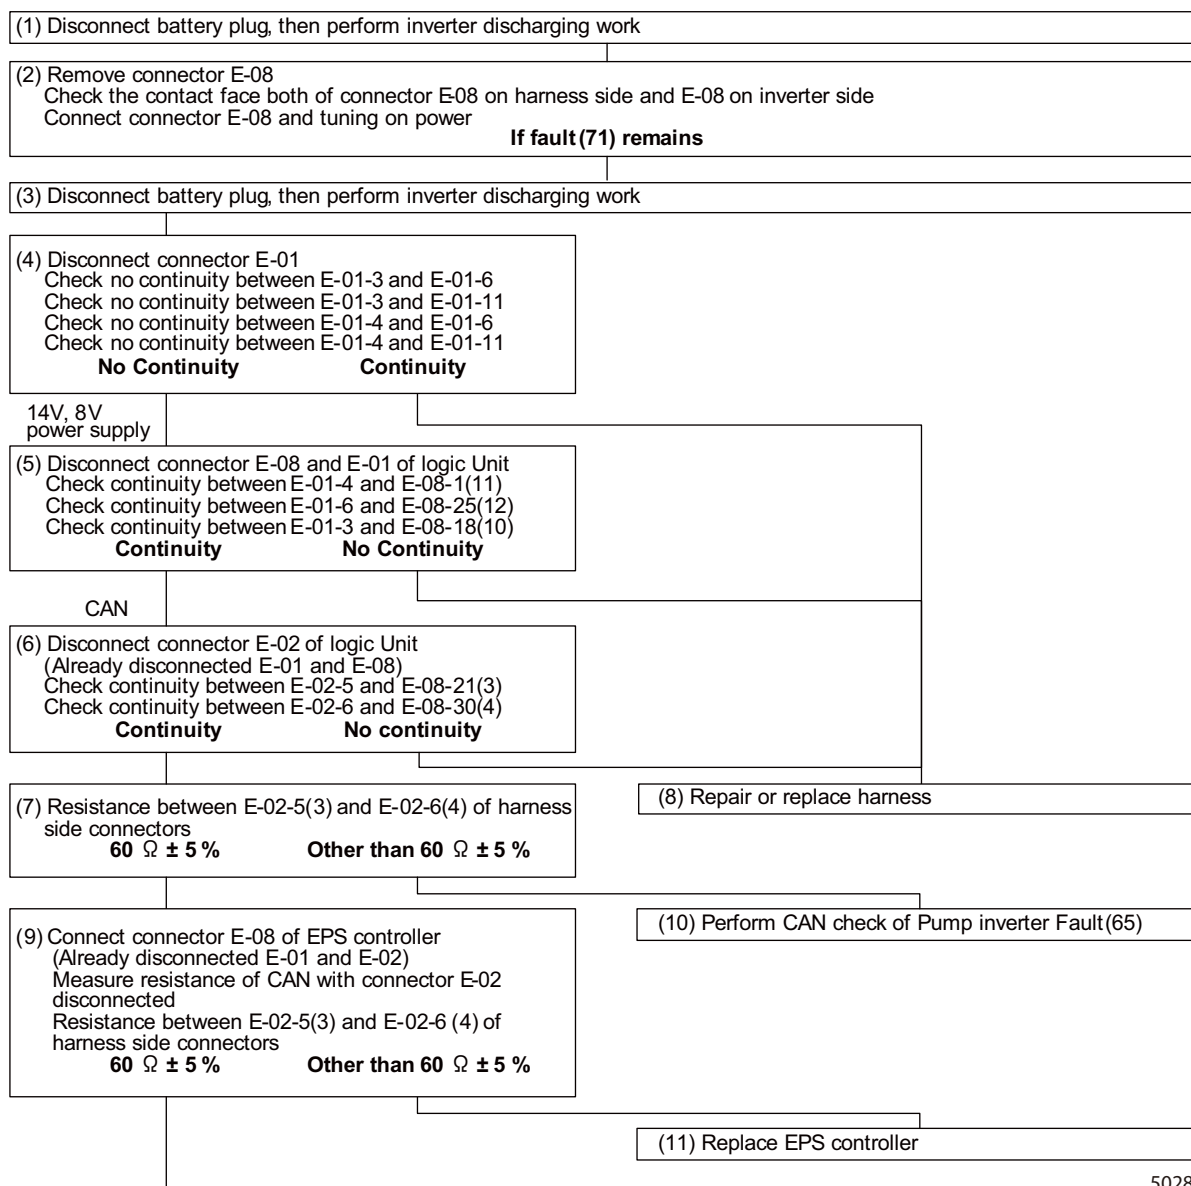 (1) Disconnect battery plug, then perform inverter discharging work
(2) Remove connector E-08
Check the contact face both of connector E-08 on harness side and E-08 on inverter side
Connect connector E-08 and tuning on power
If fault (71) remains
(3) Disconnect battery plug, then perform inverter discharging work
(4) Disconnect connector E-01
Check no continuity between E-01-3 and E-01-6
Check no continuity between E-01-3 and E-01-11
Check no continuity between E-01-4 and E-01-6
Check no continuity between E-01-4 and E-01-11
No Continuity Continuity
14V, 8V
power supply
(5) Disconnect connector E-08 and E-01 of logic Unit
Check continuity between E-01-4 and E-08-1(11)
Check continuity between E-01-6 and E-08-25(12)
Check continuity between E-01-3 and E-08-18(10)
Continuity No Continuity
CAN
(6) Disconnect connector E-02 of logic Unit
(Already disconnected E-01 and E-08)
Check continuity between E-02-5 and E-08-21(3)
Check continuity between E-02-6 and E-08-30(4)
Continuity No continuity
(7) Resistance between E-02-5(3) and E-02-6(4) of harness
side connectors
60 Ω ± 5 % Other than 60 Ω ± 5 %
(8) Repair or replace harness
(9) Connect connector E-08 of EPS controller
(Already disconnected E-01 and E-02)
Measure resistance of CAN with connector E-02
disconnected
Resistance between E-02-5(3) and E-02-6 (4) of
harness side connectors
60 Ω ± 5 % Other than 60 Ω ± 5 %
(10) Perform CAN check of Pump inverter Fault(65)
(11) Replace EPS controller
5028